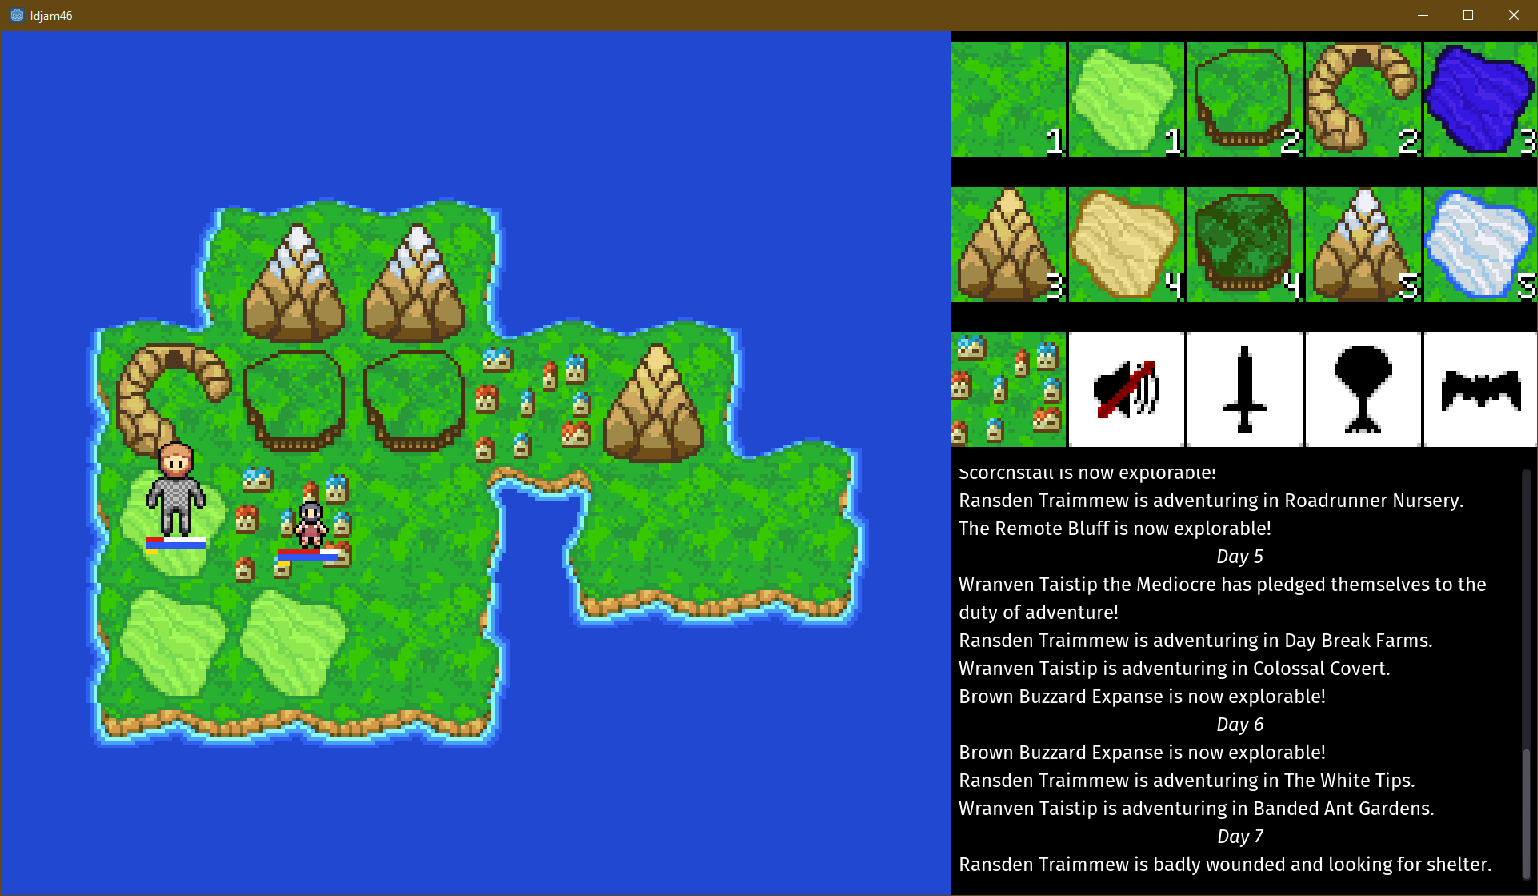 ldjam46
1 1 2 2 3
3 4 4 5 5
Scorchstall is now explorable!
Ransden Traimmew is adventuring in Roadrunner Nursery.
The Remote Bluff is now explorable!
Day 5
Wranven Taistip the Mediocre has pledged themselves to the
duty of adventure!
Ransden Traimmew is adventuring in Day Break Farms.
Wranven Taistip is adventuring in Colossal Covert.
Brown Buzzard Expanse is now explorable!
Day 6
Brown Buzzard Expanse is now explorable!
Ransden Traimmew is adventuring in The White Tips.
Wranven Taistip is adventuring in Banded Ant Gardens.
Day 7
Ransden Traimmew is badly wounded and looking for shelter.